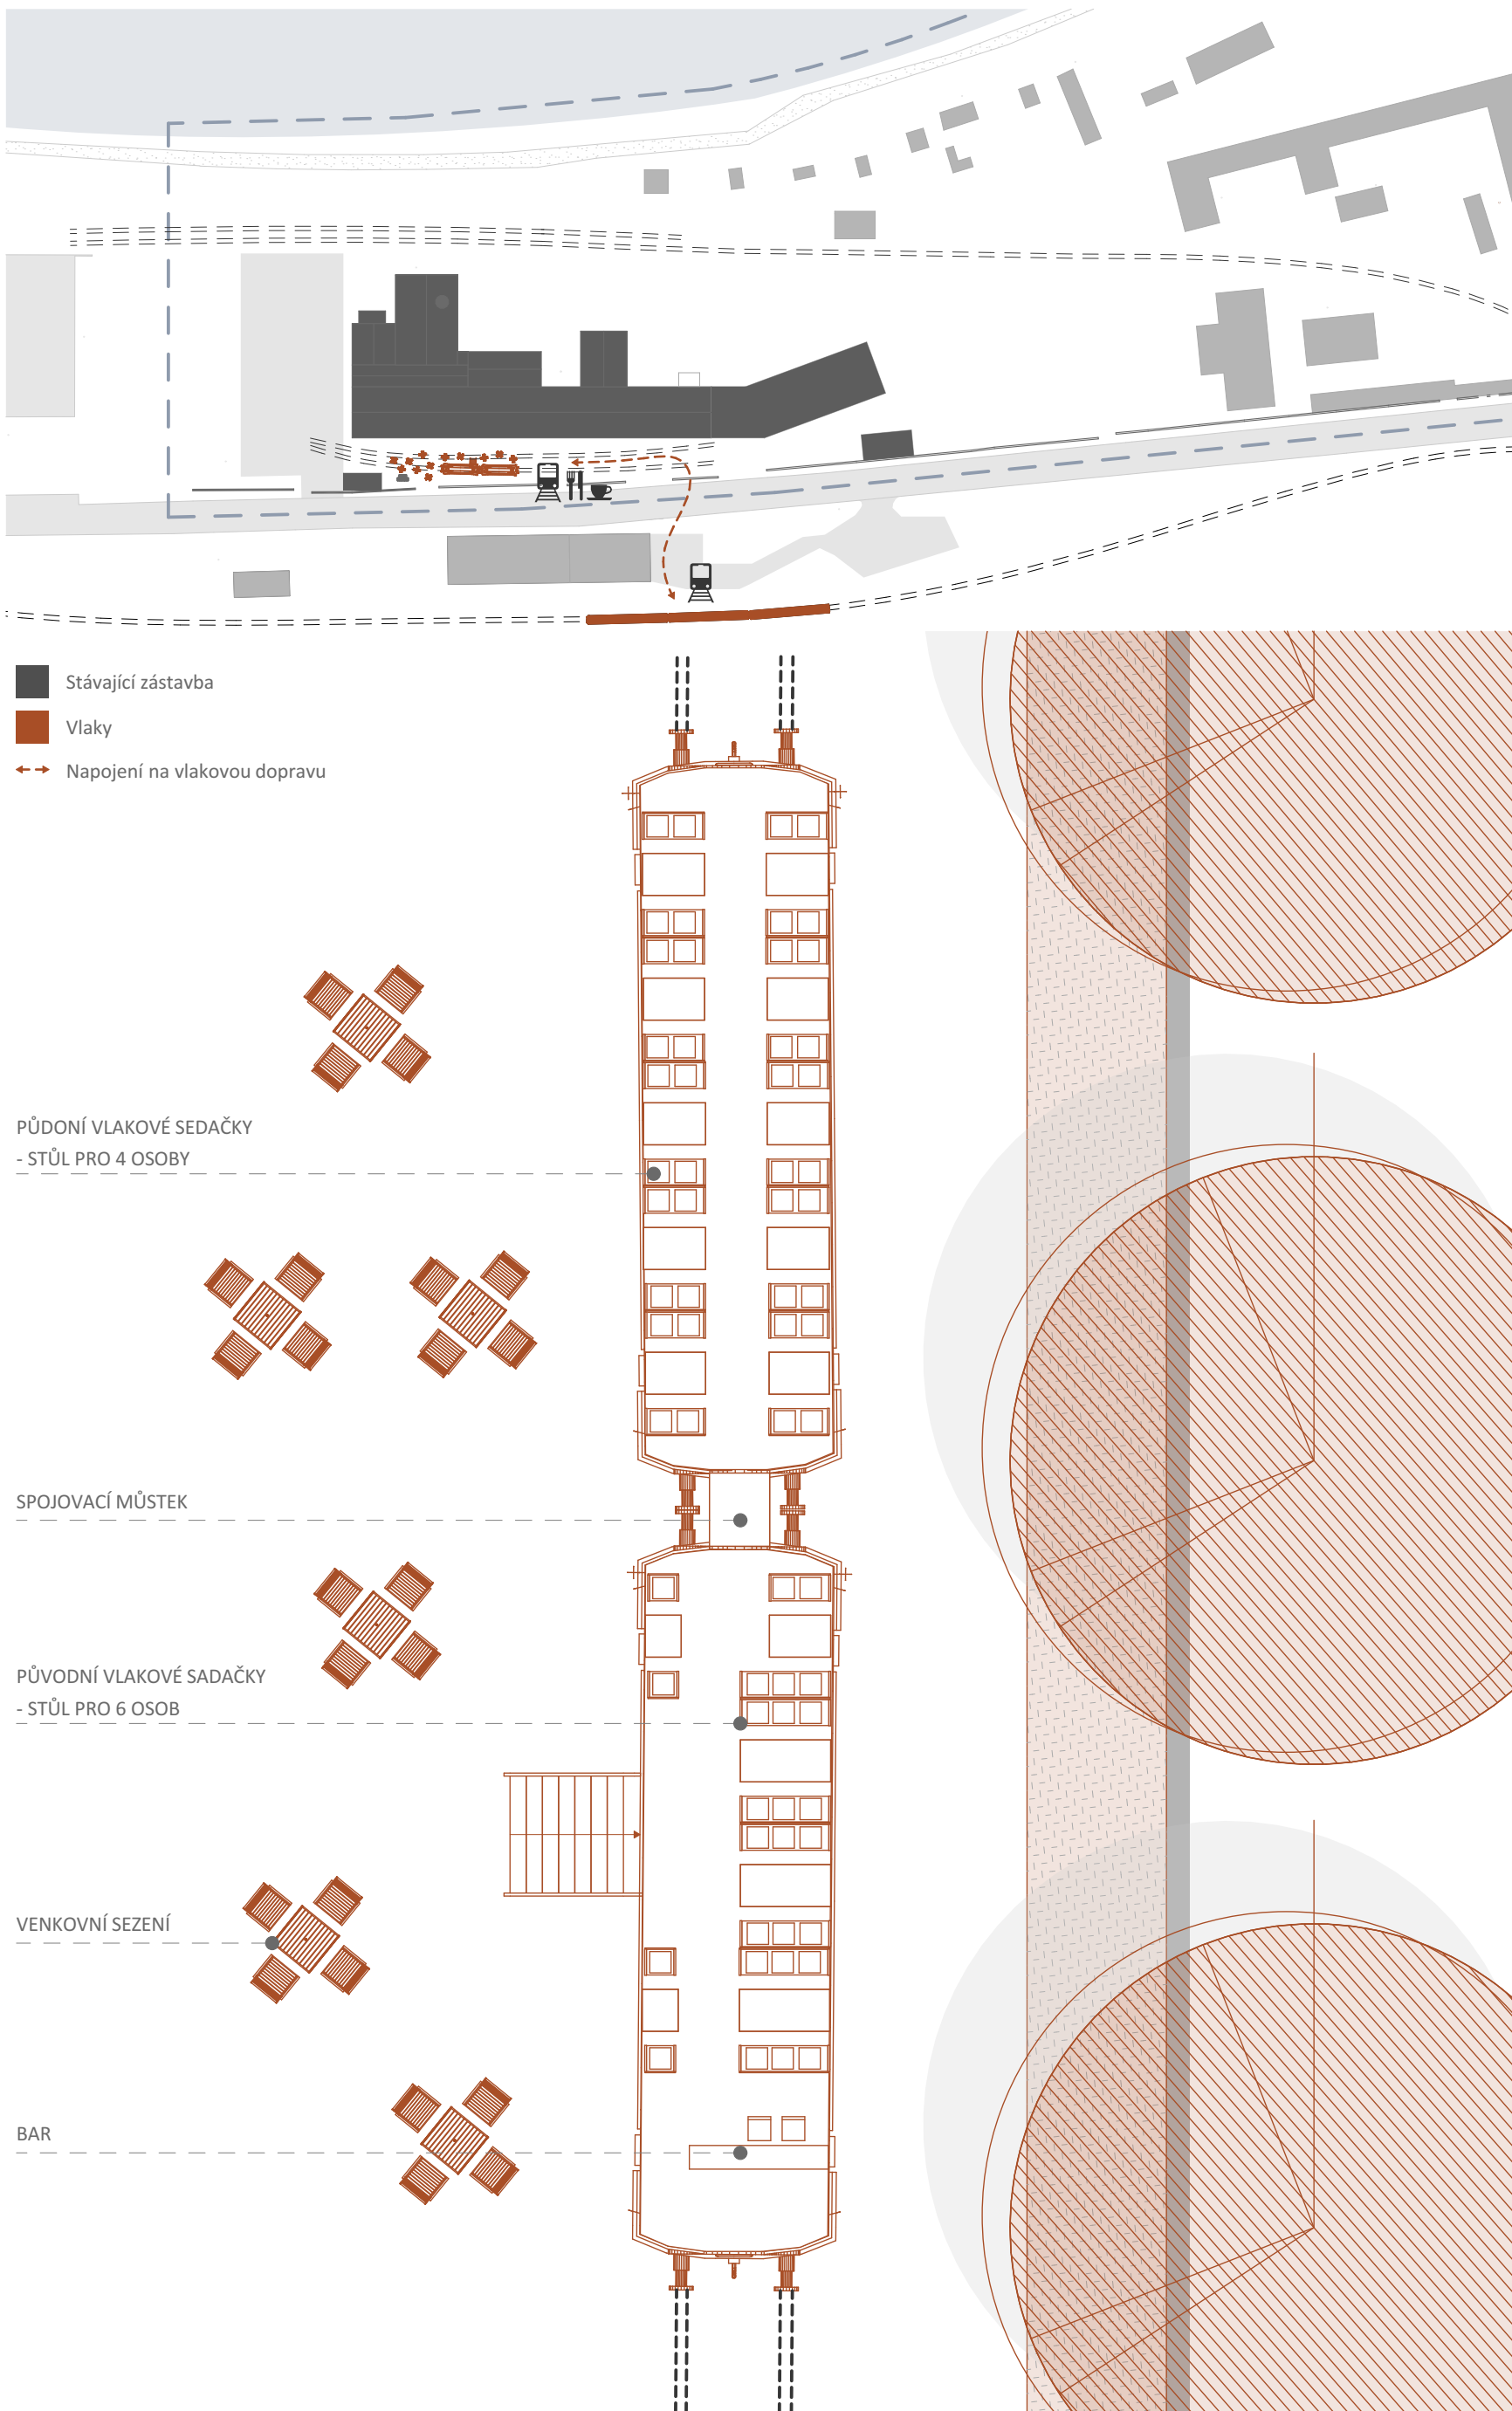 Stávající zástavba
Vlaky
Napojení na vlakovou dopravu
PŮDONÍ VLAKOVÉ SEDAČKY
- STŮL PRO 4 OSOBY
SPOJOVACÍ MŮSTEK
PŮVODNÍ VLAKOVÉ SADAČKY
- STŮL PRO 6 OSOB
VENKOVNÍ SEZENÍ
BAR